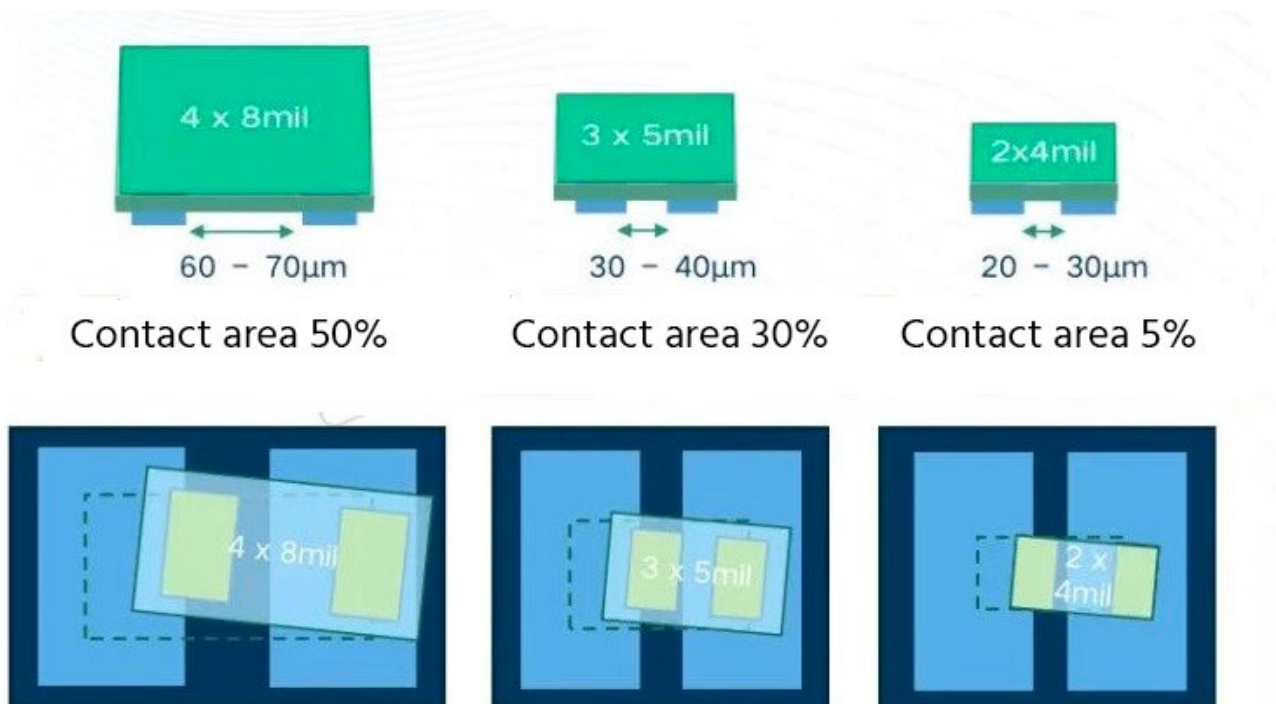 4 x 8mil
3 x 5mil
2x4mil
60 – 70μm
30 – 40μm
20 – 30μm
Contact area 50%
Contact area 30%
Contact area 5%
4 x 8mil
3 x 5mil
2 x
4mil